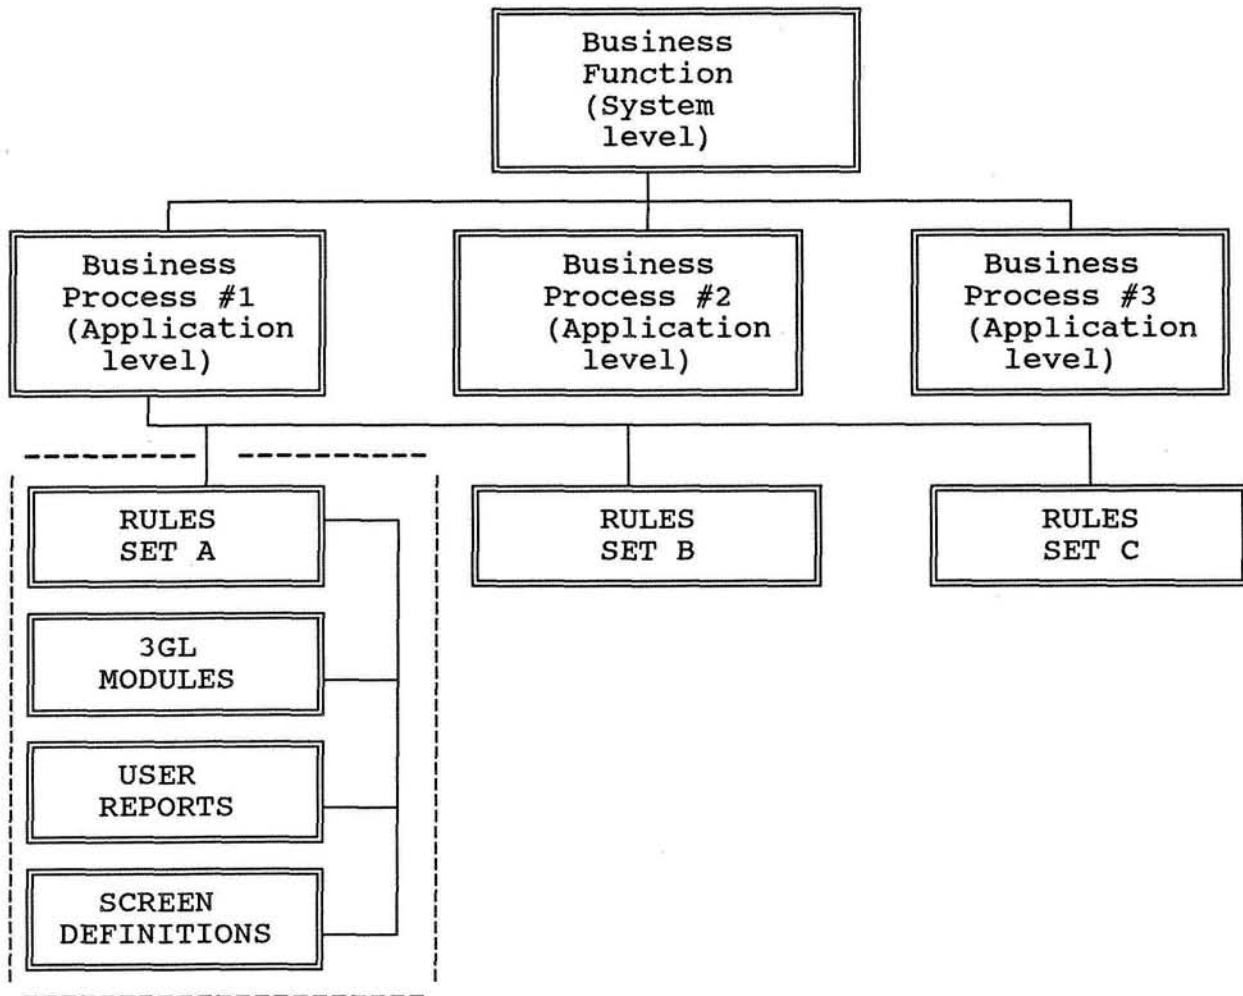 Business
Function
(System
level)
Business
Process #1
(Application
level)
Business
Process #2
(Application
level)
Business
Process #3
(Application
level)
RULES
SET A
RULES
SET B
RULES
SET C
3GL
MODULES
USER
REPORTS
SCREEN
DEFINITIONS